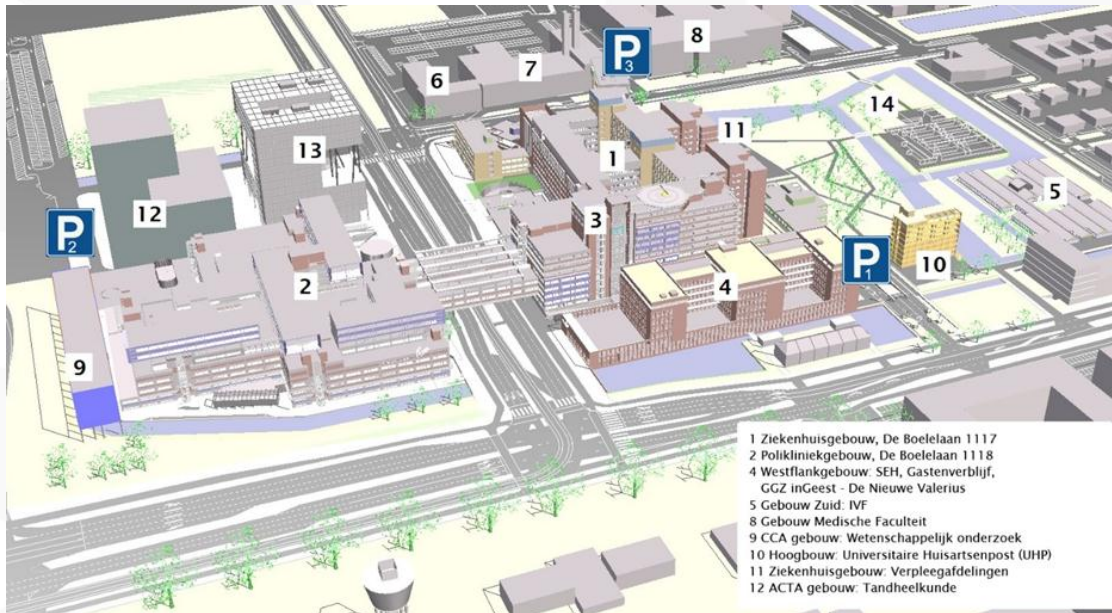 8
P
3
6
7
14
11
13
1
5
12
P
2
3
P
1
10
2
4
9
1 Ziekenhuisgebouw, De Boelelaan 1117
2 Polikliniekgebouw, De Boelelaan 1118
4 Westflankgebouw: SEH, Gastenverblijf,
GGZ inGeest - De Nieuwe Valerius
5 Gebouw Zuid: IVF
8 Gebouw Medische Faculteit
9 CCA gebouw: Wetenschappelijk onderzoek
10 Hoogbouw: Universitaire Huisartsenpost (UHP)
11 Ziekenhuisgebouw: Verpleegafdelingen
12 ACTA gebouw: Tandheelkunde